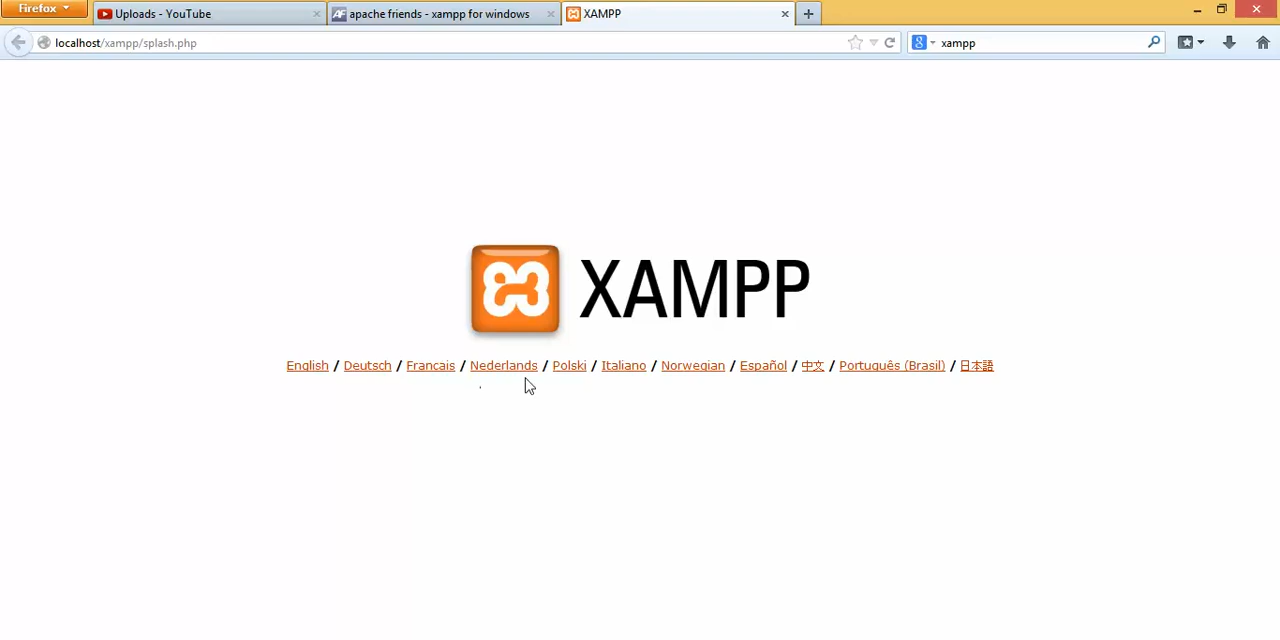 Firefox
Uploads - YouTube
apache friends - xampp for windows
XAMPP
localhost/xampp/splash.php
xampp
XAMPP
English / Deutsch / Francais / Nederlands / Polski / Italiano / Norwegian / Español / 中文 / Português (Brasil) / 日本語